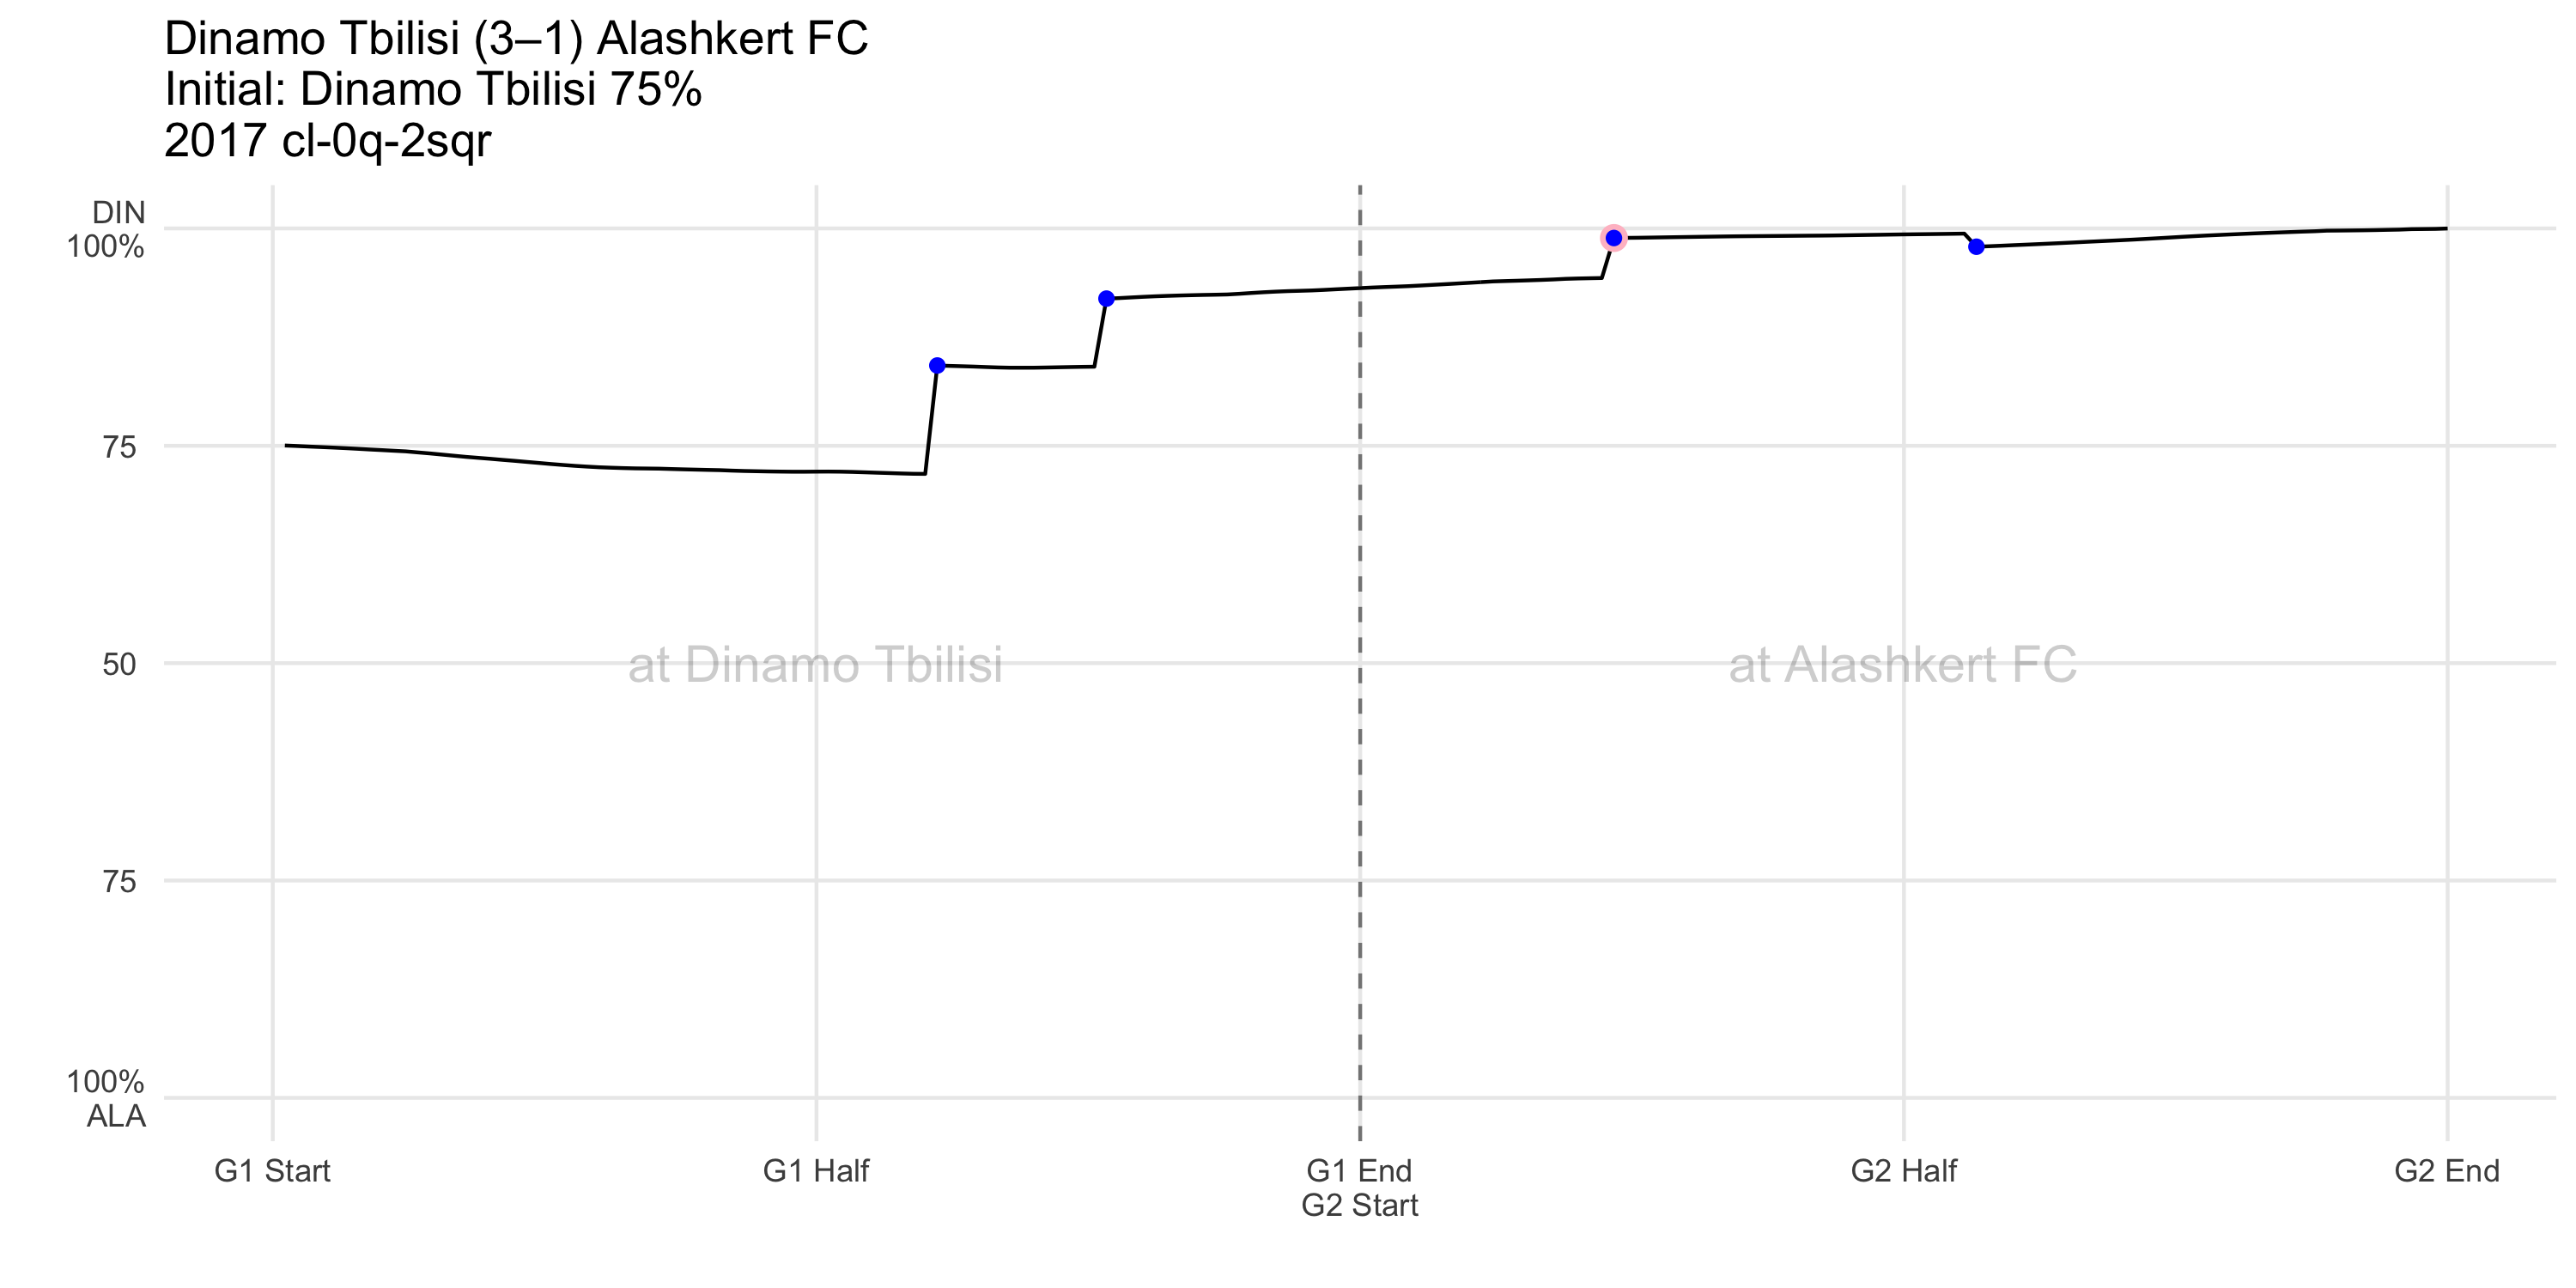 Dinamo Tbilisi (3–1) Alashkert FC
Initial: Dinamo Tbilisi 75%
2017 cl-0q-2sqr
DIN
100%
75
50
75
100%
ALA
at Dinamo Tbilisi
at Alashkert FC
G1 Start
G1 Half
G1 End
G2 Start
G2 Half
G2 End